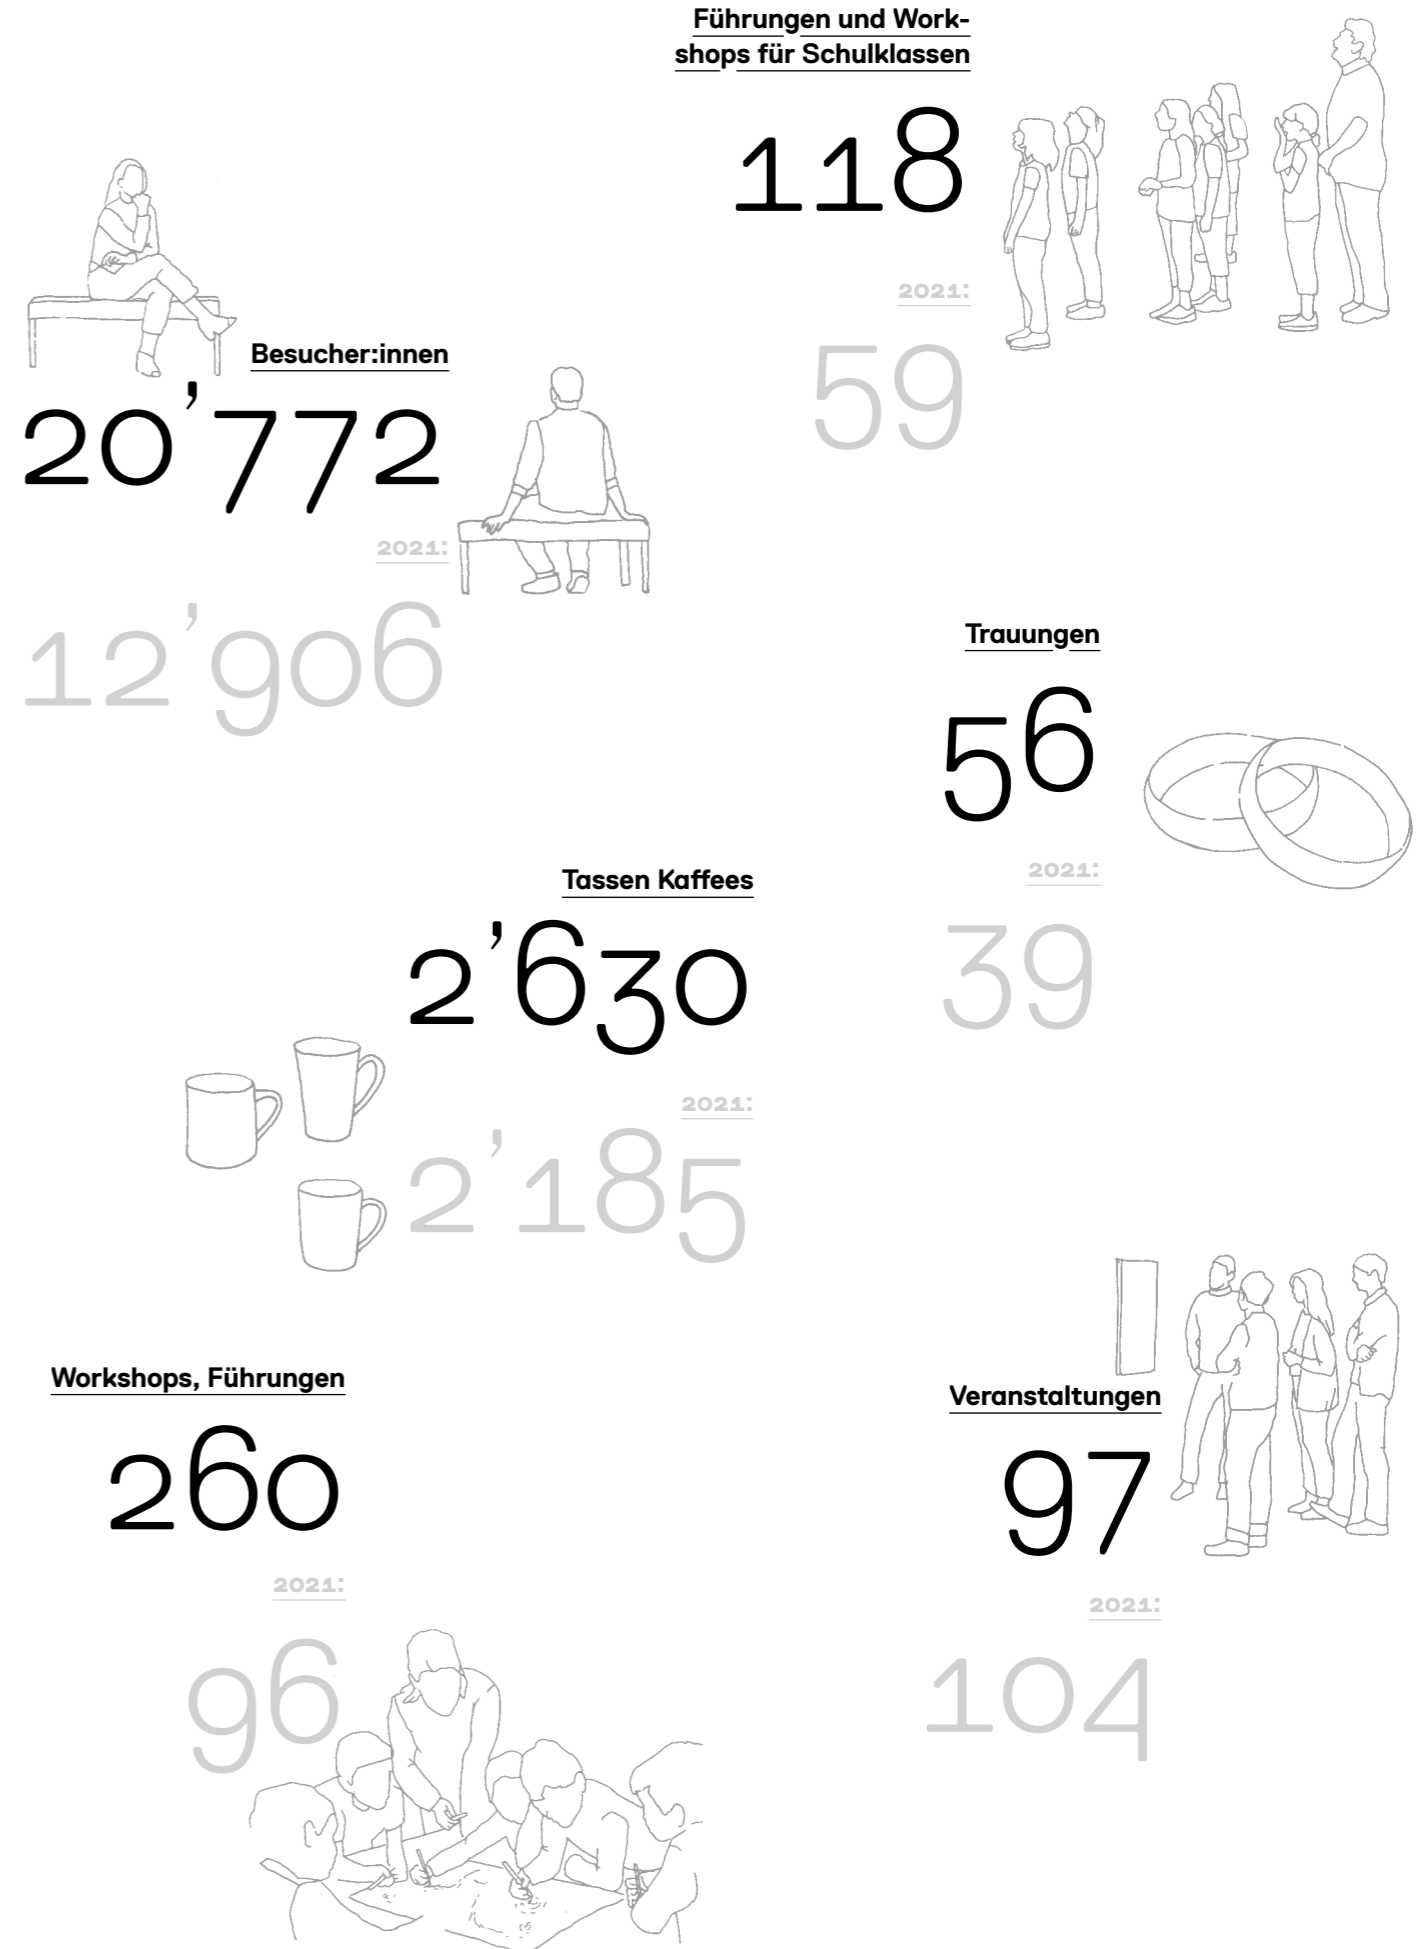 Führungen und Work-
shops für Schulklassen
118
2021:
59
Besucher:innen
20’772
2021:
12’906
Trauungen
56
2021:
39
Tassen Kaffees
2’630
2021:
2’185
Workshops, Führungen
260
2021:
96
Veranstaltungen
97
2021:
104